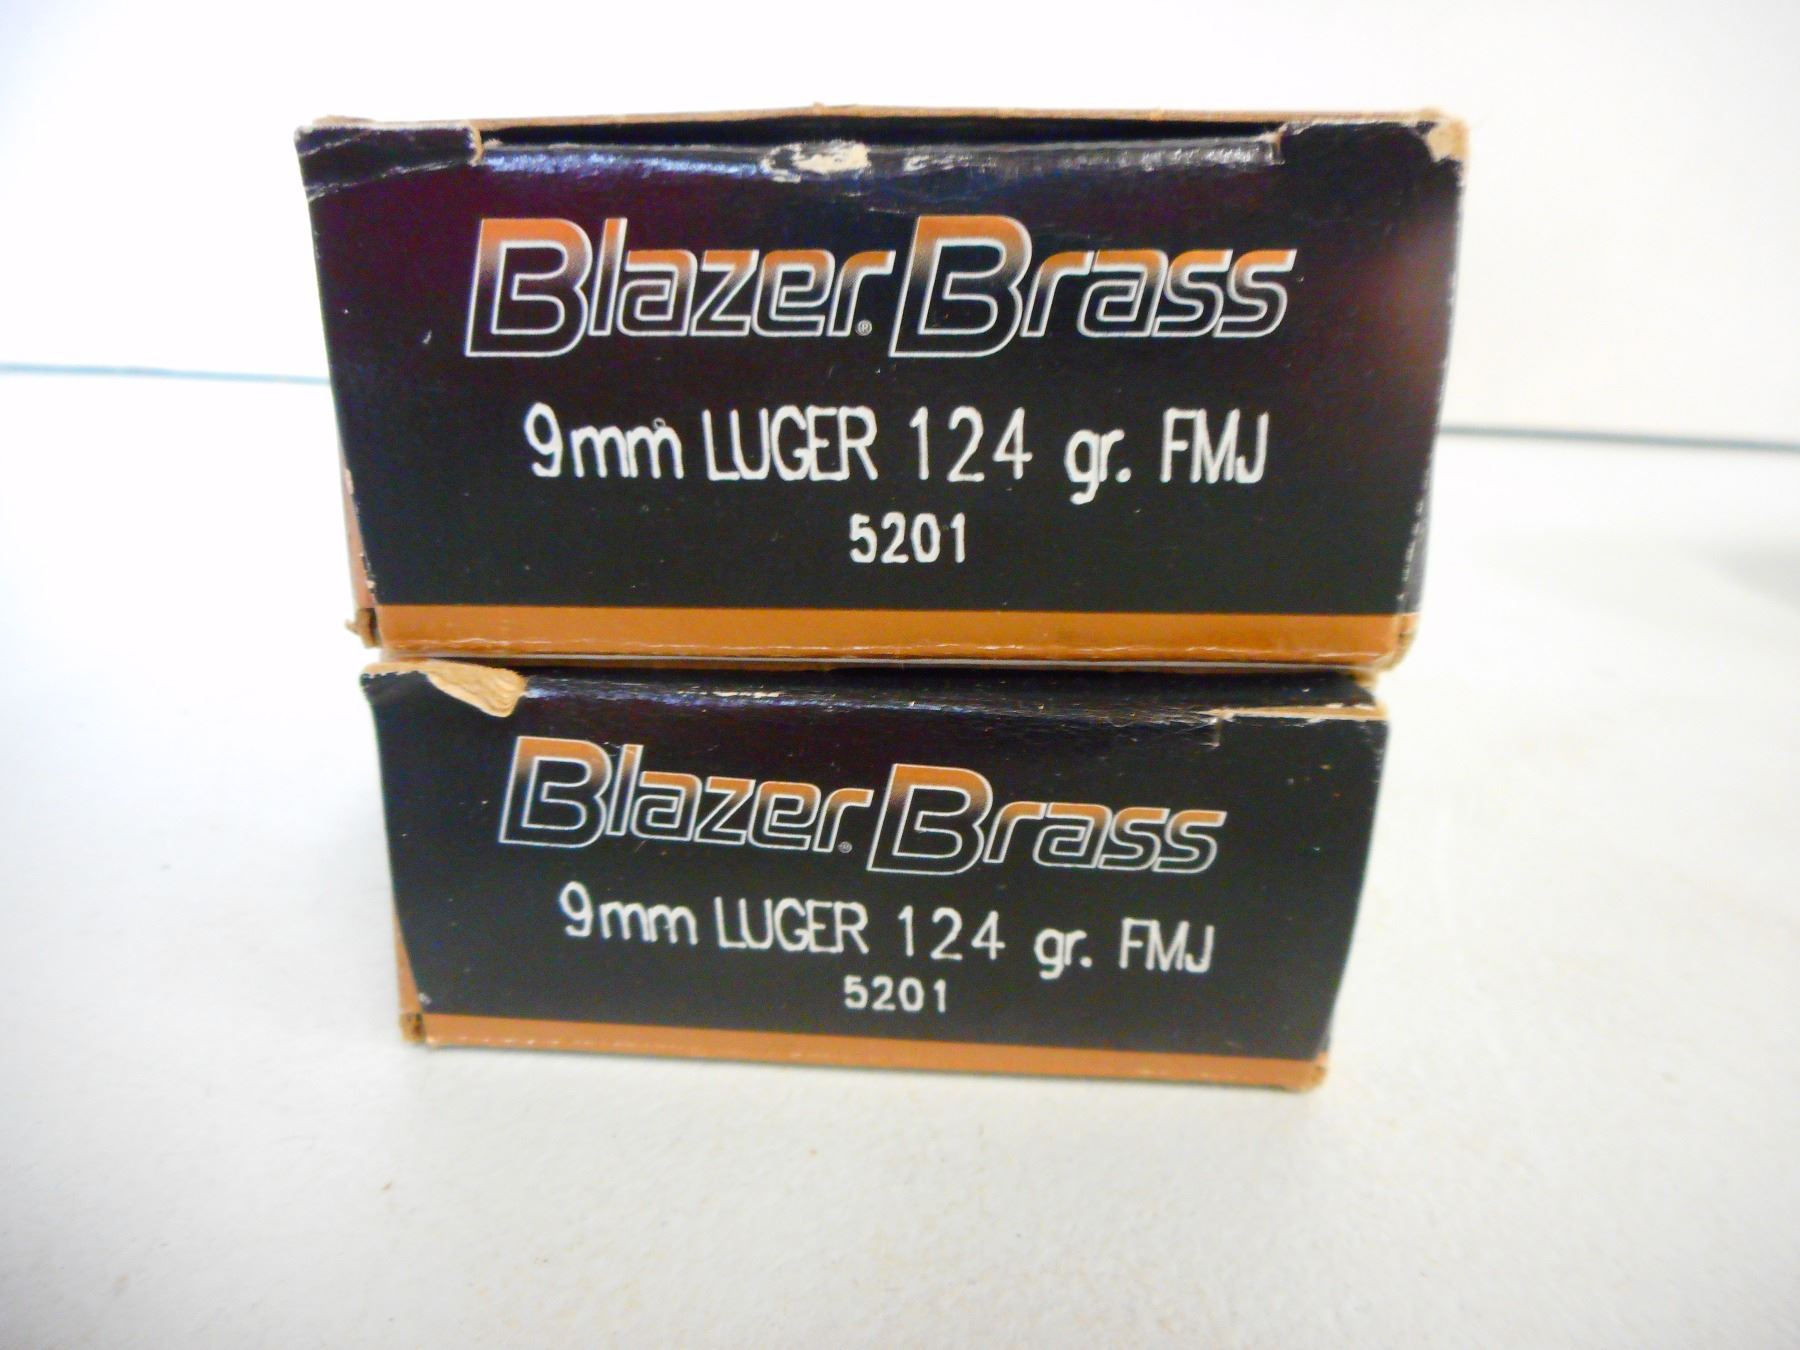 Blazer® Brass
9mm LUGER 124 gr. FMJ
5201
Blazer® Brass
9mm LUGER 124 gr. FMJ
5201